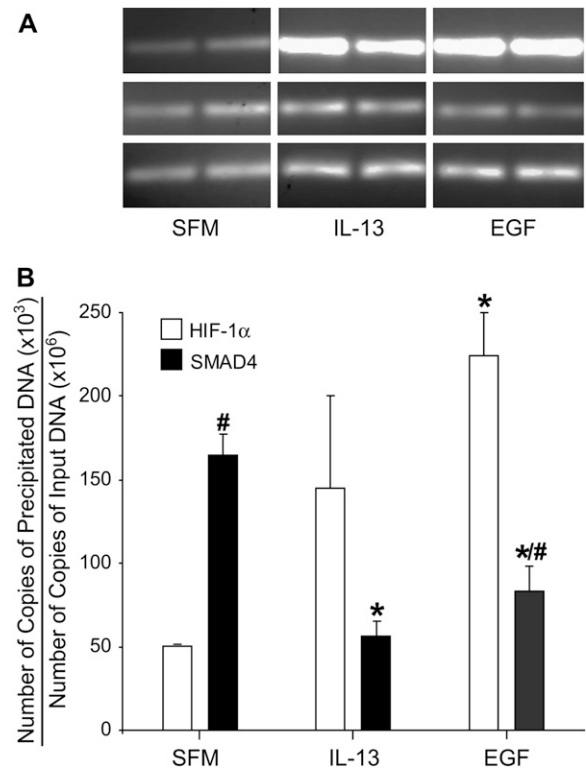 A
SFM IL-13 EGF
B
Number of Copies of Precipitated DNA (x10³)
Number of Copies of Input DNA (x10⁶)
250
200
150
100
50
0
HIF-1α
SMAD4
#
*
*
*/#
SFM IL-13 EGF